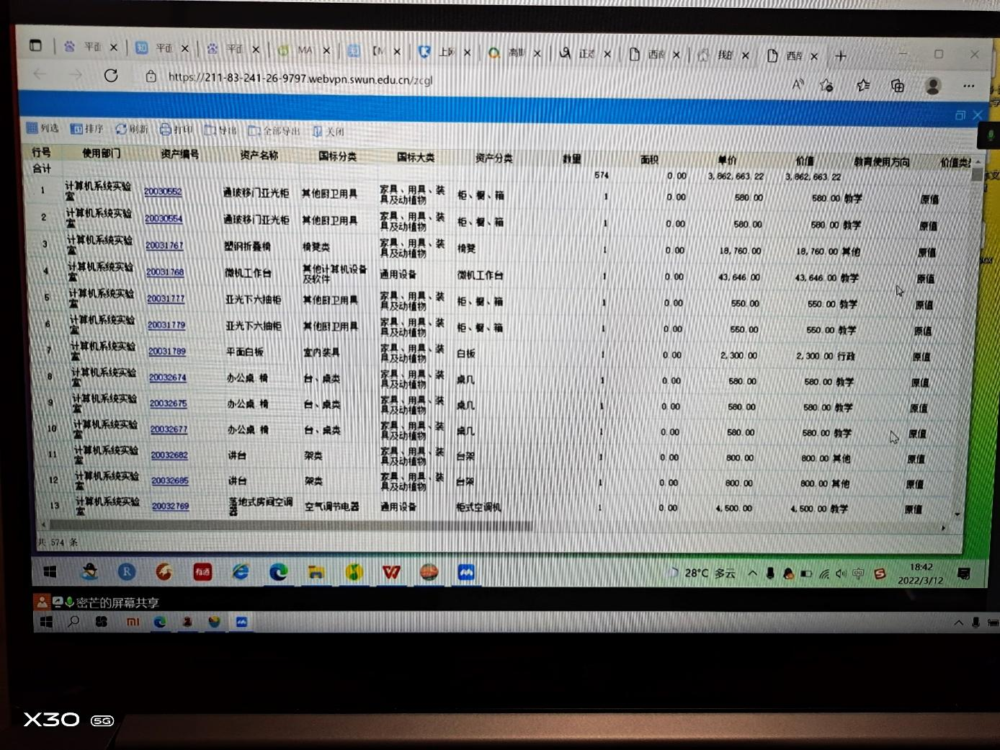 平面 知 平面 平面 MA 【M 上网 高 正态 西南 我的 西南
https://211-83-241-26-9797.webvpn.swun.edu.cn/zcgl
列选 排序 刷新 打印 导出 全部导出 关闭
行号 使用部门 资产编号 资产名称 国标分类 国标大类 资产分类 数量 面积 单价 价值 教育使用方向 价值类
合计 574 0.00 3,862,663.22 3,862,663.22
1 计算机系统实验室 20030552 通玻移门亚光柜 其他厨卫用具 家具、用具、装具及动植物 柜、橱、箱 1 0.00 580.00 580.00 教学 原值
2 计算机系统实验室 20030554 通玻移门亚光柜 其他厨卫用具 家具、用具、装具及动植物 柜、橱、箱 1 0.00 580.00 580.00 教学 原值
3 计算机系统实验室 20031767 塑钢折叠椅 椅凳类 家具、用具、装具及动植物 椅凳 1 0.00 18,760.00 18,760.00 其他 原值
4 计算机系统实验室 20031768 微机工作台 其他计算机设备及软件 通用设备 微机工作台 1 0.00 43,646.00 43,646.00 教学 原值
5 计算机系统实验室 20031777 亚光下六抽柜 其他厨卫用具 家具、用具、装具及动植物 柜、橱、箱 1 0.00 550.00 550.00 教学 原值
6 计算机系统实验室 20031779 亚光下六抽柜 其他厨卫用具 家具、用具、装具及动植物 柜、橱、箱 1 0.00 550.00 550.00 教学 原值
7 计算机系统实验室 20031789 平面白板 室内装具 家具、用具、装具及动植物 白板 1 0.00 2,300.00 2,300.00 行政 原值
8 计算机系统实验室 20032674 办公桌 椅 台、桌类 家具、用具、装具及动植物 桌几 1 0.00 580.00 580.00 教学 原值
9 计算机系统实验室 20032675 办公桌 椅 台、桌类 家具、用具、装具及动植物 桌几 1 0.00 580.00 580.00 教学 原值
10 计算机系统实验室 20032677 办公桌 椅 台、桌类 家具、用具、装具及动植物 桌几 1 0.00 580.00 580.00 教学 原值
11 计算机系统实验室 20032682 讲台 架类 家具、用具、装具及动植物 台架 1 0.00 800.00 800.00 其他 原值
12 计算机系统实验室 20032685 讲台 架类 家具、用具、装具及动植物 台架 1 0.00 800.00 800.00 其他 原值
13 计算机系统实验室 20032769 落地式房间空调器 空气调节电器 通用设备 柜式空调机 1 0.00 4,500.00 4,500.00 教学 原值
共 574 条
R 有道 28°C 多云 中 18:42
2022/3/12
密芒的屏幕共享
mi
X30 5G